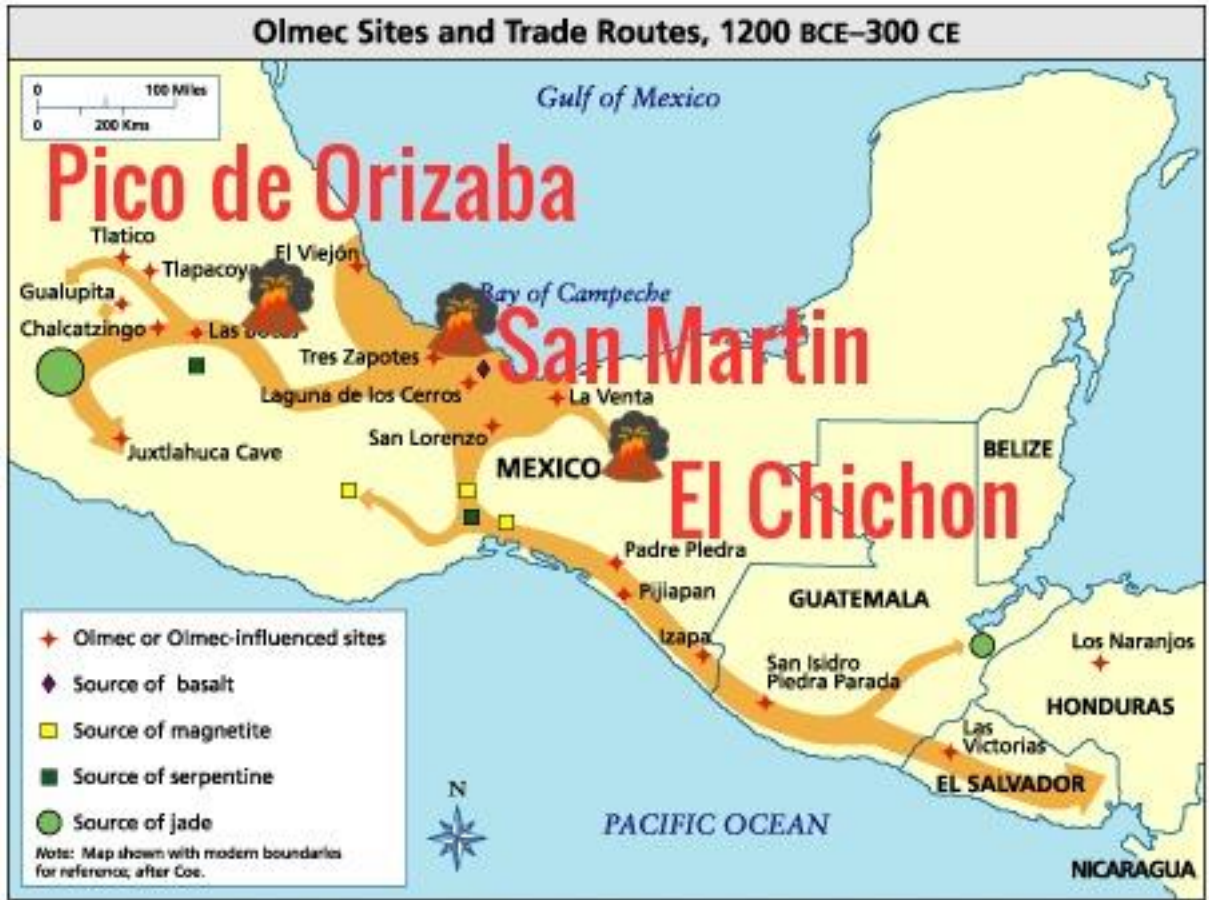 Olmec Sites and Trade Routes, 1200 BCE–300 CE
0 100 Miles
0 200 Kms
Gulf of Mexico
Pico de Orizaba
Tlatico
El Viejón
Tlapacoya
Gualupita
Bay of Campeche
Chalcatzingo
Las
San Martin
Tres Zapotes
Laguna de los Cerros
La Venta
San Lorenzo
Juxtlahuca Cave
MEXICO
BELIZE
El Chichon
Padre Piedra
Pijiapan
GUATEMALA
Izapa
San Isidro
Piedra Parada
Los Naranjos
HONDURAS
Las
Victorias
EL SALVADOR
Olmec or Olmec-influenced sites
Source of basalt
Source of magnetite
Source of serpentine
Source of jade
Note: Map shown with modern boundaries
for reference; after Coe.
N
PACIFIC OCEAN
NICARAGUA